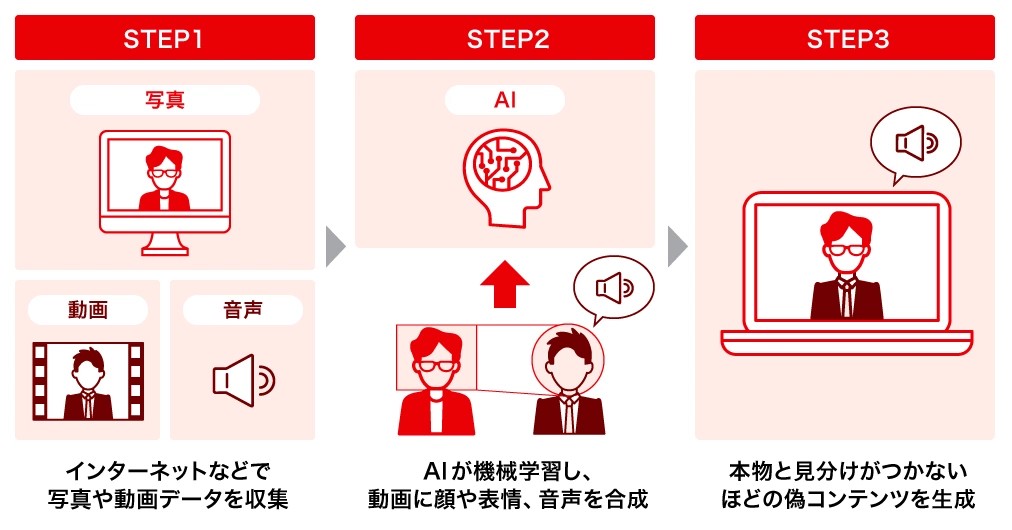 STEP1
写真
動画
音声
インターネットなどで
写真や動画データを収集
STEP2
AI
AIが機械学習し、
動画に顔や表情、音声を合成
STEP3
本物と見分けがつかない
ほどの偽コンテンツを生成